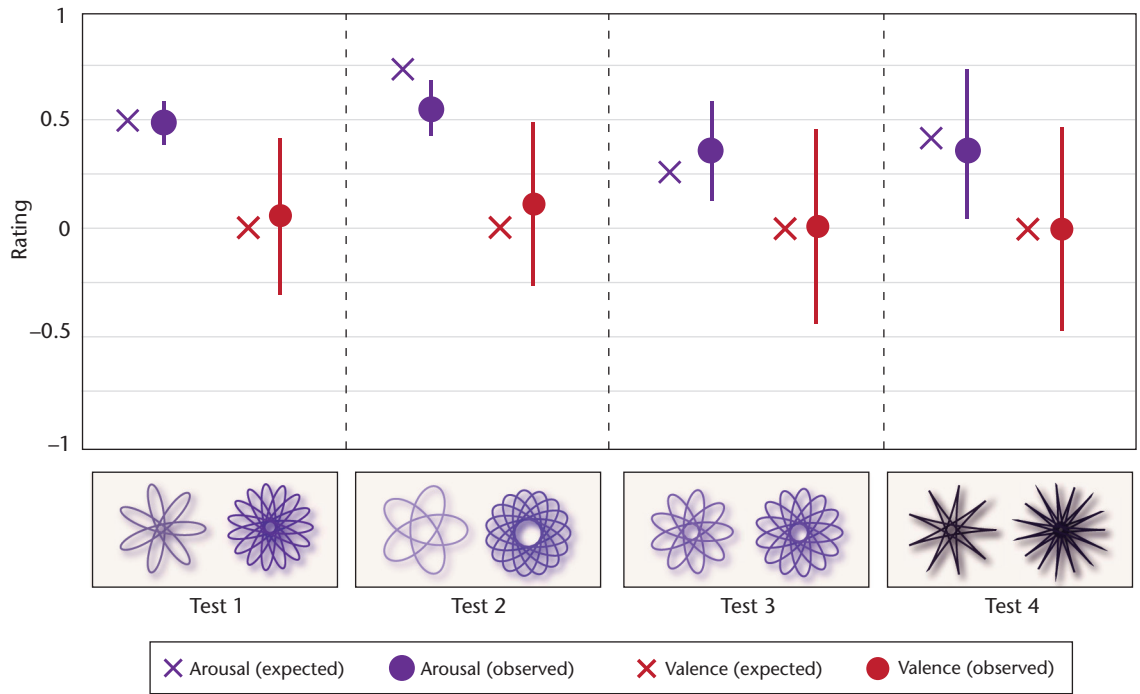 1
0.5
0
–0.5
–1
Rating
Test 1
Test 2
Test 3
Test 4
Arousal (expected)
Arousal (observed)
Valence (expected)
Valence (observed)